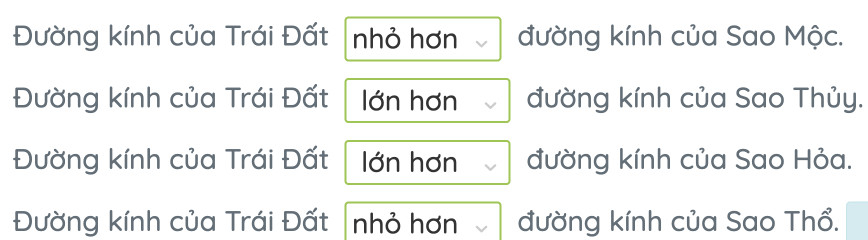 Đường kính của Trái Đất nhỏ hơn đường kính của Sao Mộc.
Đường kính của Trái Đất lớn hơn đường kính của Sao Thủy.
Đường kính của Trái Đất lớn hơn đường kính của Sao Hỏa.
Đường kính của Trái Đất nhỏ hơn đường kính của Sao Thổ.